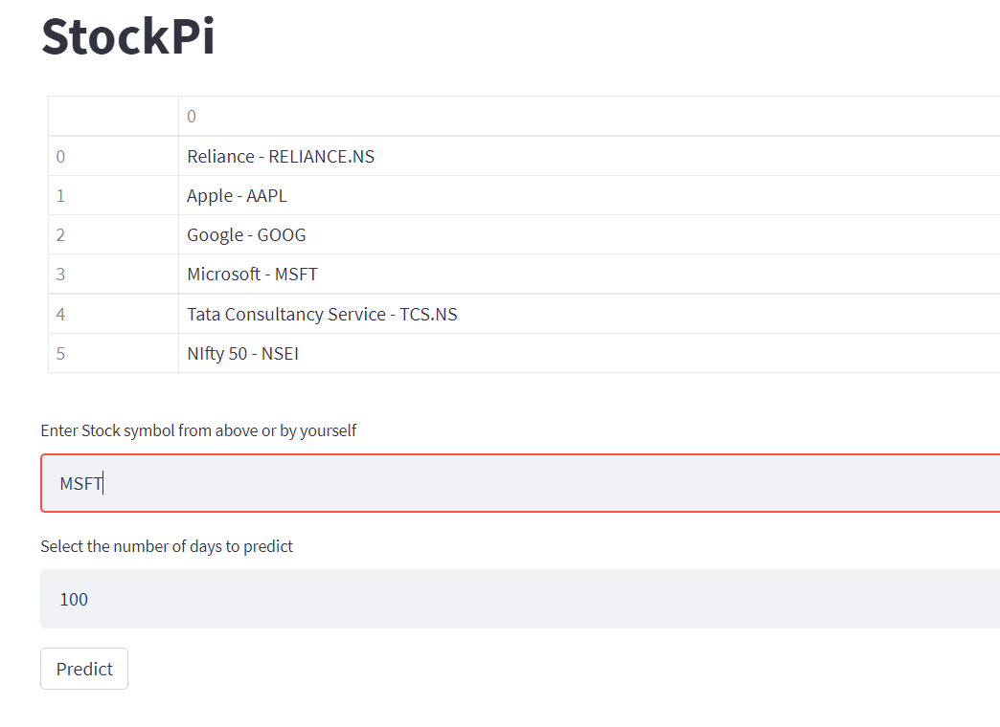 StockPi
0
0 Reliance - RELIANCE.NS
1 Apple - AAPL
2 Google - GOOG
3 Microsoft - MSFT
4 Tata Consultancy Service - TCS.NS
5 NIfty 50 - NSEI
Enter Stock symbol from above or by yourself
MSFT
Select the number of days to predict
100
Predict